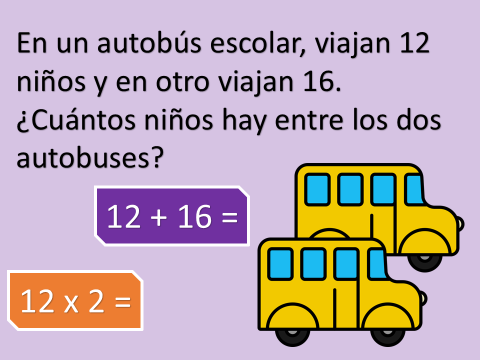 En un autobús escolar, viajan 12
niños y en otro viajan 16.
¿Cuántos niños hay entre los dos
autobuses?
12 + 16 =
12 x 2 =